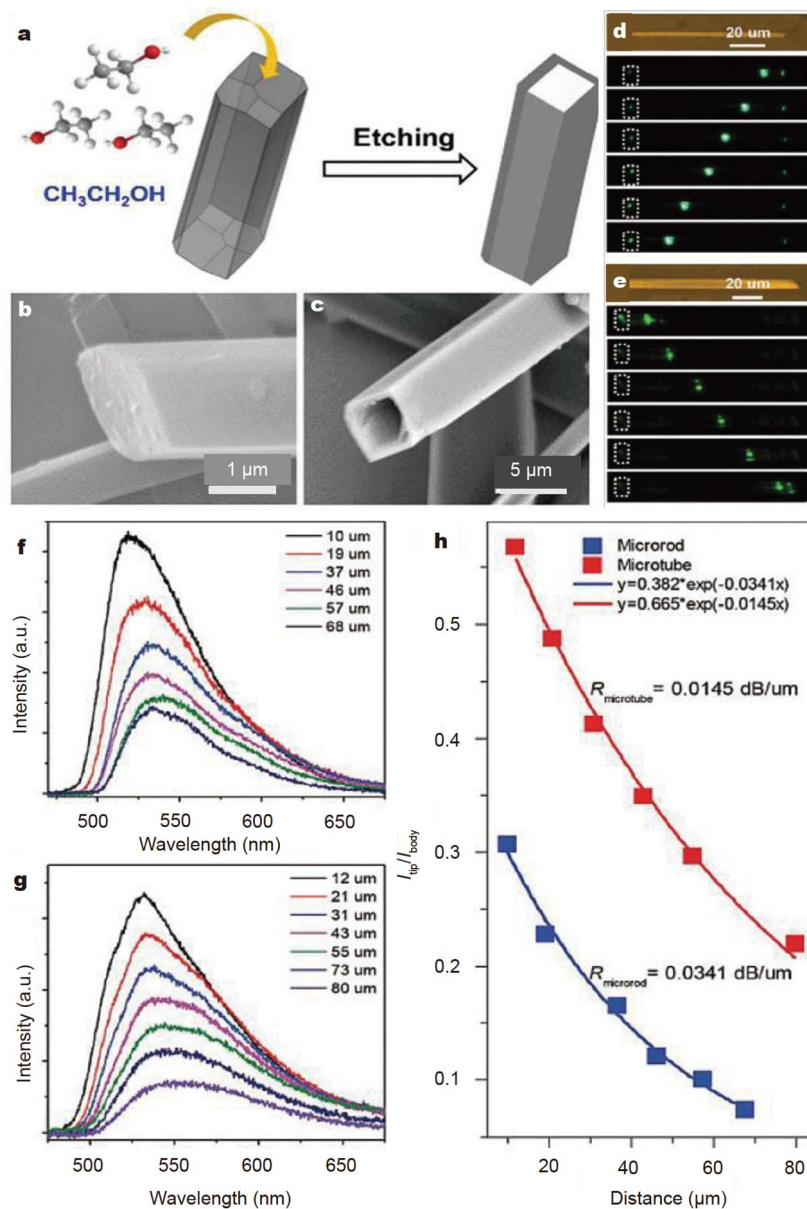 a
CH₃CH₂OH
Etching
b
1 µm
c
5 µm
d
20 um
e
20 um
f
10 um
19 um
37 um
46 um
57 um
68 um
Intensity (a.u.)
500 550 600 650
Wavelength (nm)
g
12 um
21 um
31 um
43 um
55 um
73 um
80 um
Intensity (a.u.)
500 550 600 650
Wavelength (nm)
h
Microrod
Microtube
y=0.382*exp(-0.0341x)
y=0.665*exp(-0.0145x)
R microtube = 0.0145 dB/um
R microrod = 0.0341 dB/um
I tip/I body
0.5
0.4
0.3
0.2
0.1
20 40 60 80
Distance (µm)